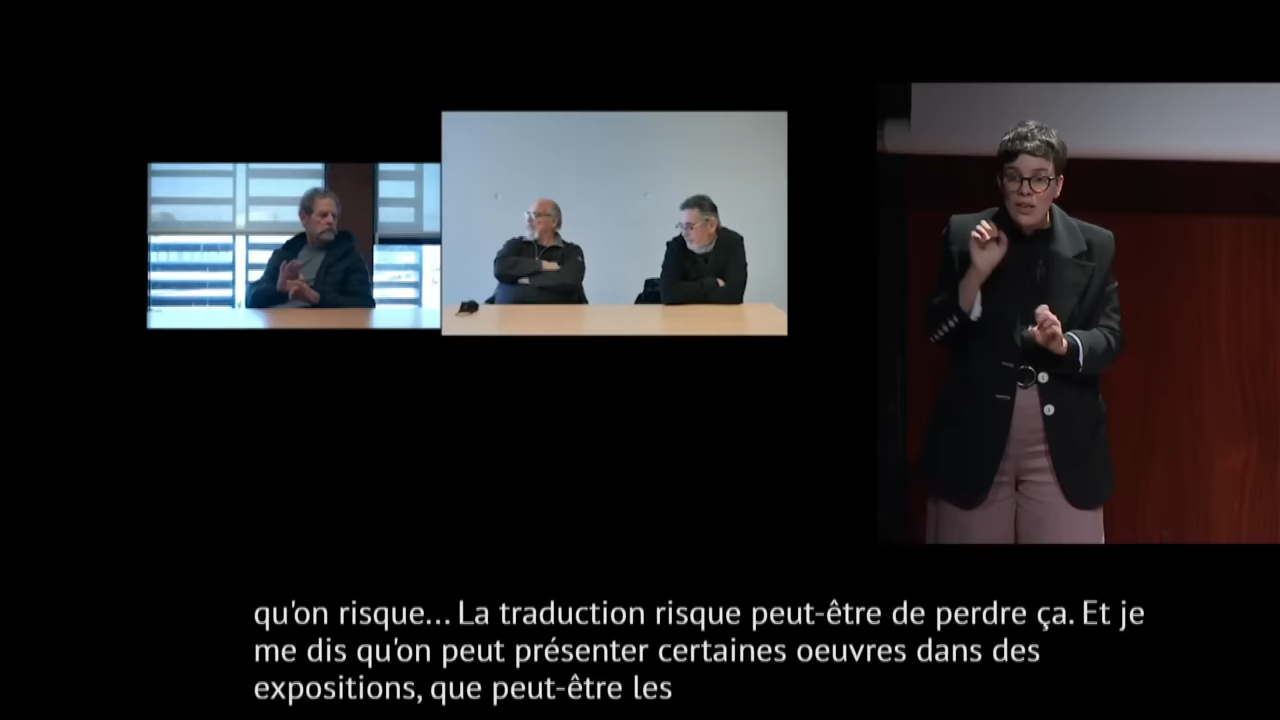 qu'on risque... La traduction risque peut-être de perdre ça. Et je
me dis qu'on peut présenter certaines oeuvres dans des
expositions, que peut-être les